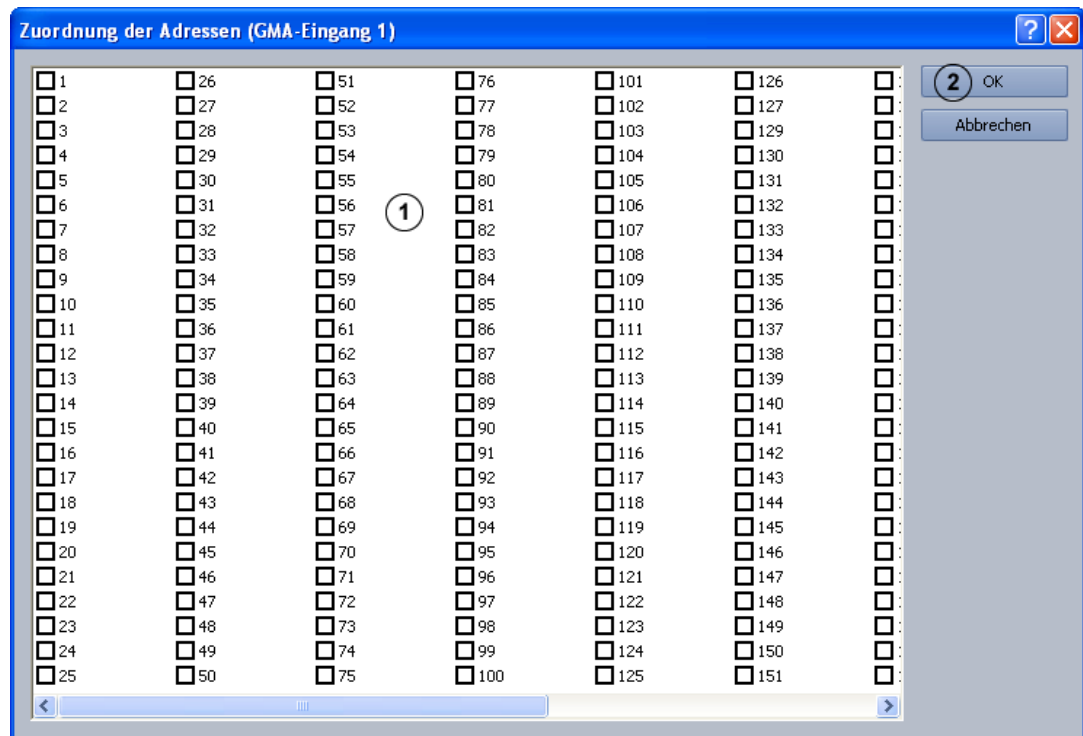 Zuordnung der Adressen (GMA-Eingang 1)
1 26 51 76 101 126 2 OK
2 27 52 77 102 127
3 28 53 78 103 129 Abbrechen
4 29 54 79 104 130
5 30 55 80 105 131
6 31 56 1 81 106 132
7 32 57 82 107 133
8 33 58 83 108 134
9 34 59 84 109 135
10 35 60 85 110 136
11 36 61 86 111 137
12 37 62 87 112 138
13 38 63 88 113 139
14 39 64 89 114 140
15 40 65 90 115 141
16 41 66 91 116 142
17 42 67 92 117 143
18 43 68 93 118 144
19 44 69 94 119 145
20 45 70 95 120 146
21 46 71 96 121 147
22 47 72 97 122 148
23 48 73 98 123 149
24 49 74 99 124 150
25 50 75 100 125 151